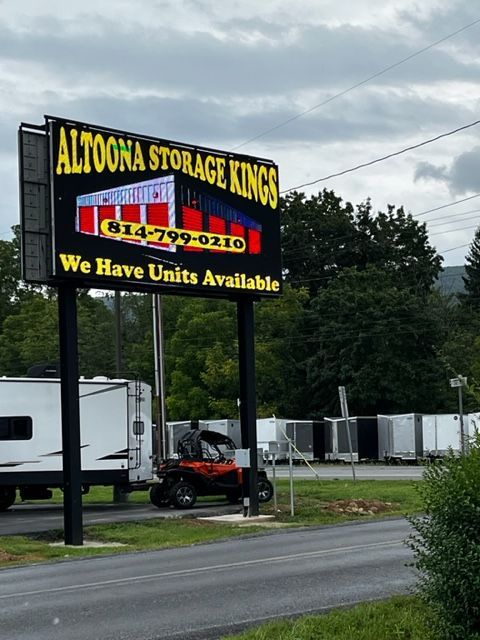 ALTOONA STORAGE KINGS
814-799-0210
We Have Units Available